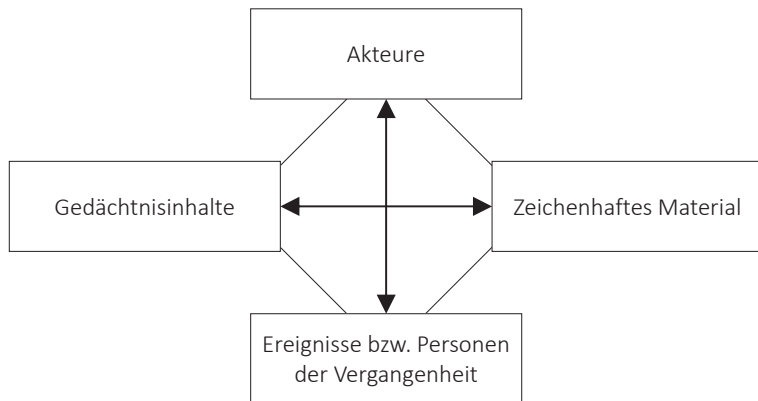 Akteure
Gedächtnisinhalte
Zeichenhaftes Material
Ereignisse bzw. Personen
der Vergangenheit